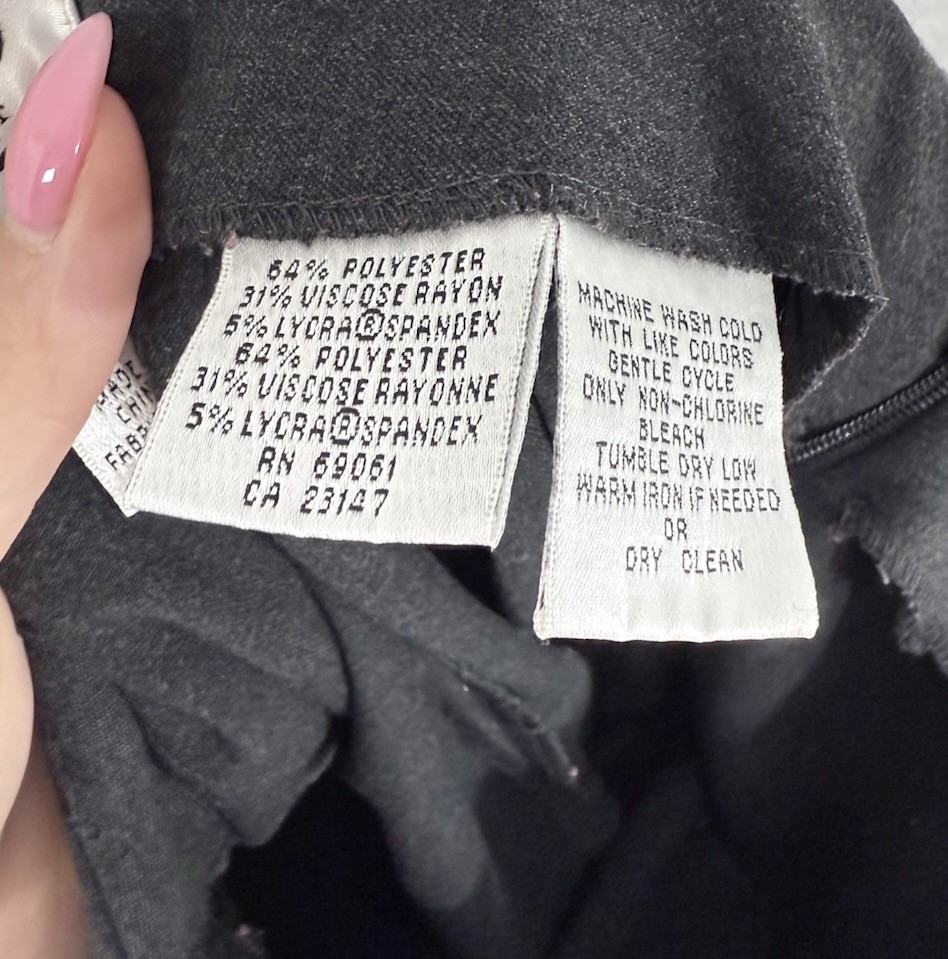 64% POLYESTER
31% VISCOSE RAYON
5% LYCRA®SPANDEX
64% POLYESTER
31% VISCOSE RAYONNE
5% LYCRA®SPANDEX
RN 69061
CA 23147
MACHINE WASH COLD
WITH LIKE COLORS
GENTLE CYCLE
ONLY NON-CHLORINE
BLEACH
TUMBLE DRY LOW
WARM IRON IF NEEDED
OR
DRY CLEAN